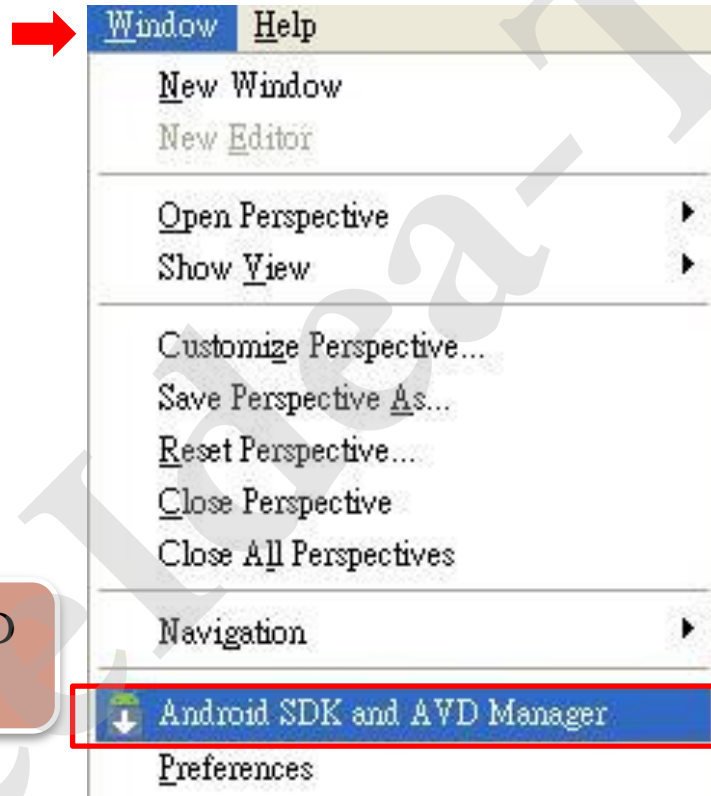 Window Help
New Window
New Editor
Open Perspective
Show View
Customize Perspective...
Save Perspective As...
Reset Perspective...
Close Perspective
Close All Perspectives
Navigation
D
Android SDK and AVD Manager
Preferences